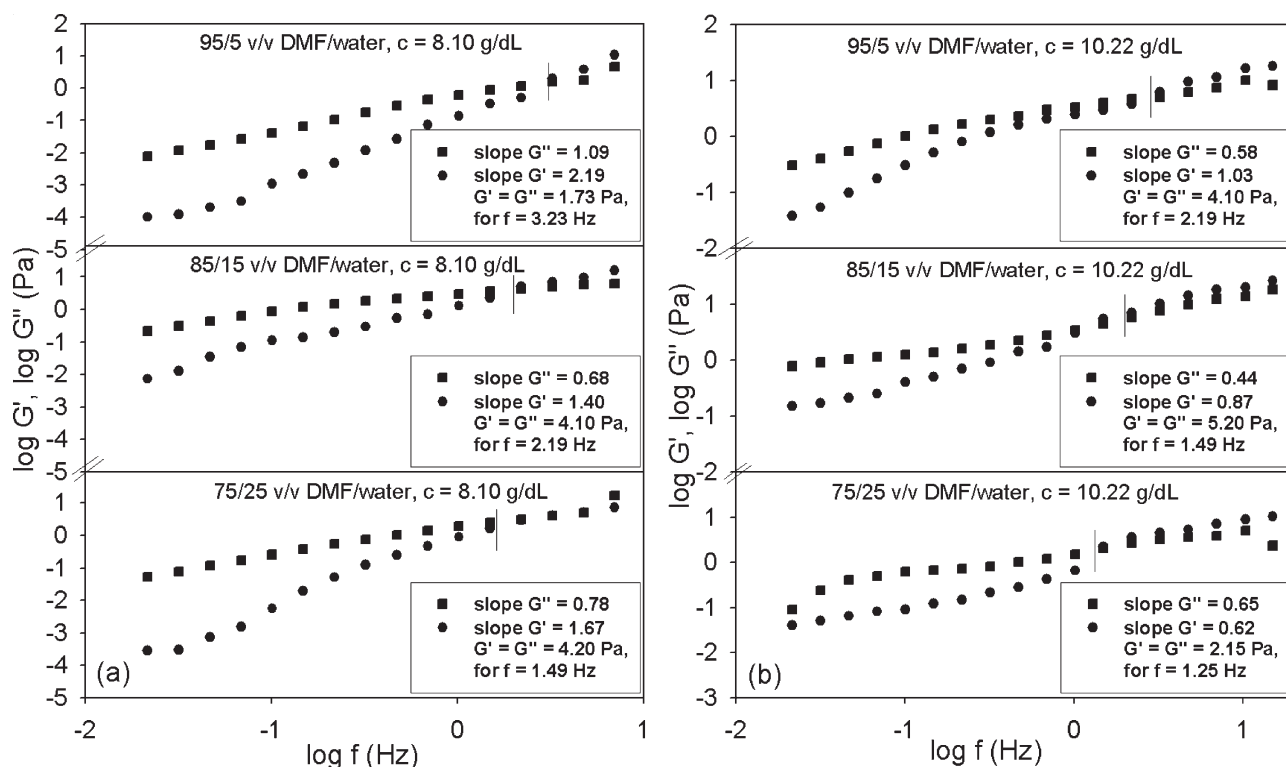 log G', log G'' (Pa)
2
1
0
-1
-2
-3
-4
-5
95/5 v/v DMF/water, c = 8.10 g/dL
slope G'' = 1.09
slope G' = 2.19
G' = G'' = 1.73 Pa,
for f = 3.23 Hz
1
0
-1
-2
-3
-4
-5
85/15 v/v DMF/water, c = 8.10 g/dL
slope G'' = 0.68
slope G' = 1.40
G' = G'' = 4.10 Pa,
for f = 2.19 Hz
1
0
-1
-2
-3
-4
-5
75/25 v/v DMF/water, c = 8.10 g/dL
slope G'' = 0.78
slope G' = 1.67
G' = G'' = 4.20 Pa,
for f = 1.49 Hz
(a)
-2 -1 0 1
log f (Hz)
log G', log G'' (Pa)
2
1
0
-1
-2
95/5 v/v DMF/water, c = 10.22 g/dL
slope G'' = 0.58
slope G' = 1.03
G' = G'' = 4.10 Pa,
for f = 2.19 Hz
1
0
-1
-2
85/15 v/v DMF/water, c = 10.22 g/dL
slope G'' = 0.44
slope G' = 0.87
G' = G'' = 5.20 Pa,
for f = 1.49 Hz
1
0
-1
-2
-3
75/25 v/v DMF/water, c = 10.22 g/dL
slope G'' = 0.65
slope G' = 0.62
G' = G'' = 2.15 Pa,
for f = 1.25 Hz
(b)
-2 -1 0 1
log f (Hz)